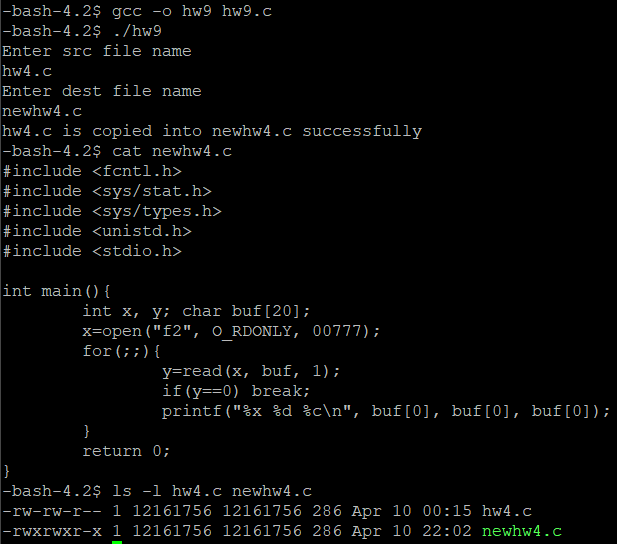 -bash-4.2$ gcc -o hw9 hw9.c
-bash-4.2$ ./hw9
Enter src file name
hw4.c
Enter dest file name
newhw4.c
hw4.c is copied into newhw4.c successfully
-bash-4.2$ cat newhw4.c
#include <fcntl.h>
#include <sys/stat.h>
#include <sys/types.h>
#include <unistd.h>
#include <stdio.h>

int main(){
        int x, y; char buf[20];
        x=open("f2", O_RDONLY, 00777);
        for(;;){
                y=read(x, buf, 1);
                if(y==0) break;
                printf("%x %d %c\n", buf[0], buf[0], buf[0]);
        }
        return 0;
}
-bash-4.2$ ls -l hw4.c newhw4.c
-rw-rw-r-- 1 12161756 12161756 286 Apr 10 00:15 hw4.c
-rwxrwxr-x 1 12161756 12161756 286 Apr 10 22:02 newhw4.c